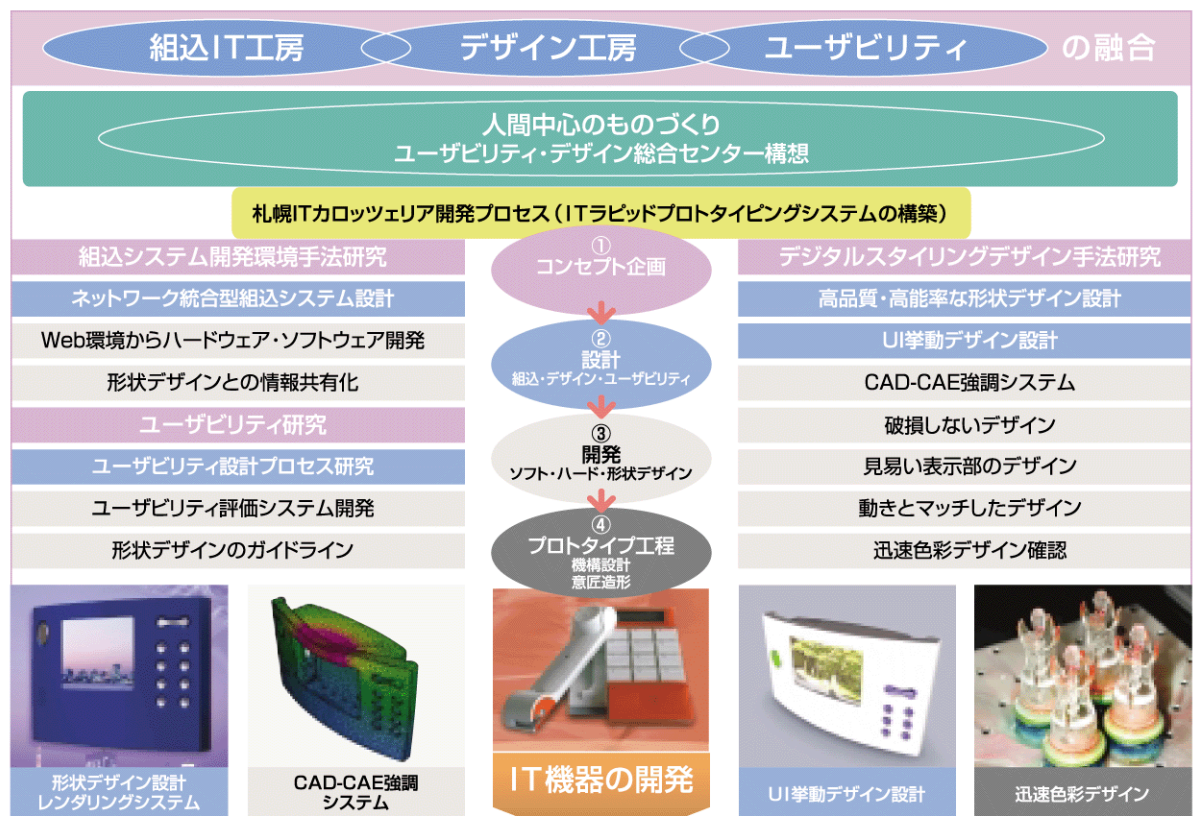 組込IT工房 デザイン工房 ユーザビリティ の融合
人間中心のものづくり
ユーザビリティ・デザイン総合センター構想
札幌ITカロッツェリア開発プロセス（ITラピッドプロトタイピングシステムの構築）
組込システム開発環境手法研究
ネットワーク統合型組込システム設計
Web環境からハードウェア・ソフトウェア開発
形状デザインとの情報共有化
ユーザビリティ研究
ユーザビリティ設計プロセス研究
ユーザビリティ評価システム開発
形状デザインのガイドライン
①
コンセプト企画
②
設計
組込・デザイン・ユーザビリティ
③
開発
ソフト・ハード・形状デザイン
④
プロトタイプ工程
機構設計
意匠造形
デジタルスタイリングデザイン手法研究
高品質・高能率な形状デザイン設計
UI挙動デザイン設計
CAD-CAE強調システム
破損しないデザイン
見易い表示部のデザイン
動きとマッチしたデザイン
迅速色彩デザイン確認
形状デザイン設計
レンダリングシステム
CAD-CAE強調
システム
IT機器の開発
UI挙動デザイン設計
迅速色彩デザイン